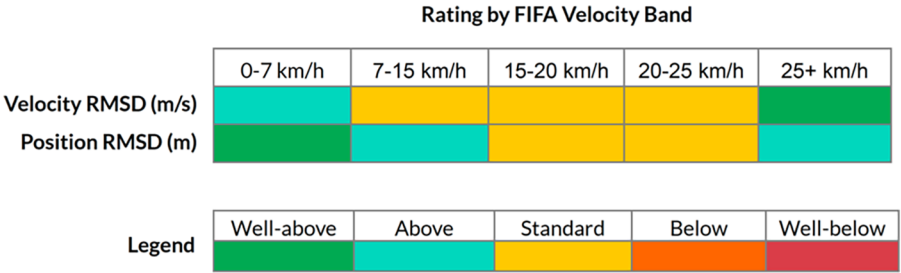 Rating by FIFA Velocity Band
0-7 km/h 7-15 km/h 15-20 km/h 20-25 km/h 25+ km/h
Velocity RMSD (m/s)
Position RMSD (m)
Well-above Above Standard Below Well-below
Legend